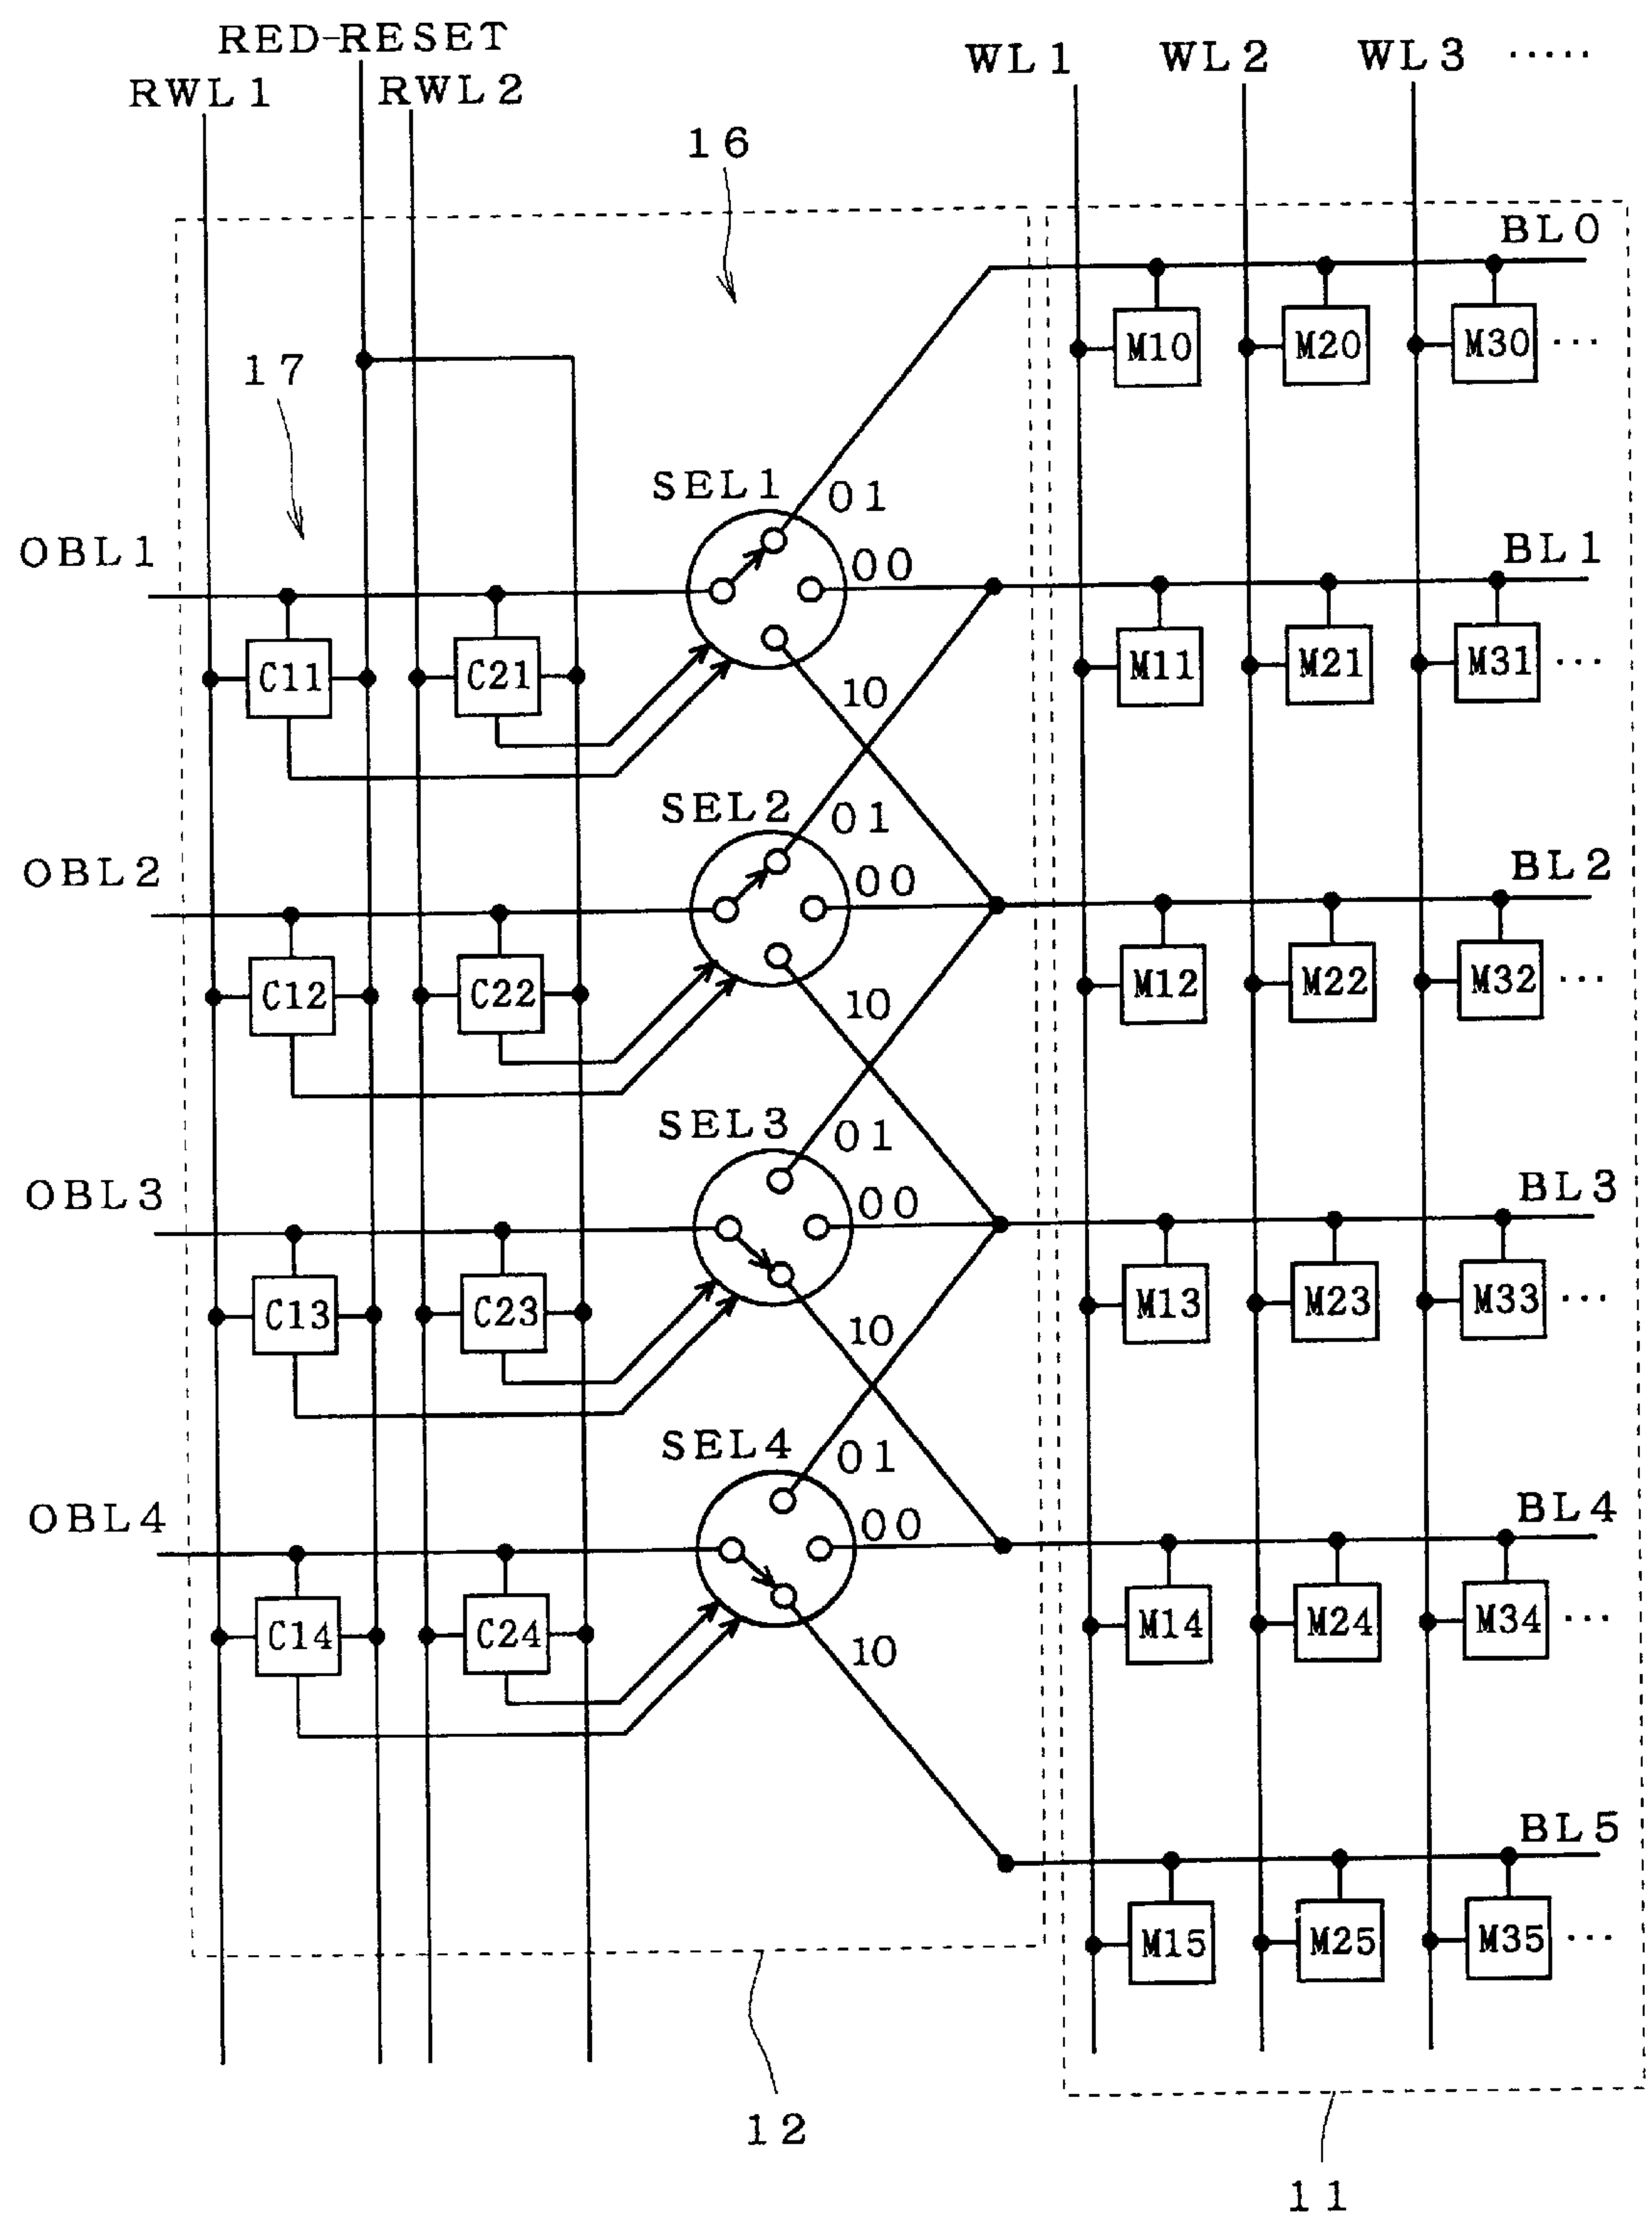 RED-RESET
RWL1
RWL2
WL1 WL2 WL3 .....
16
BL0
M10 M20 M30 ...
17
SEL1
01
OBL1
00
BL1
C11 C21
M11 M21 M31 ...
10
SEL2
01
OBL2
00
BL2
C12 C22
M12 M22 M32 ...
10
SEL3
01
OBL3
00
BL3
C13 C23
M13 M23 M33 ...
10
SEL4
01
OBL4
00
BL4
C14 C24
M14 M24 M34 ...
10
BL5
M15 M25 M35 ...
12
11